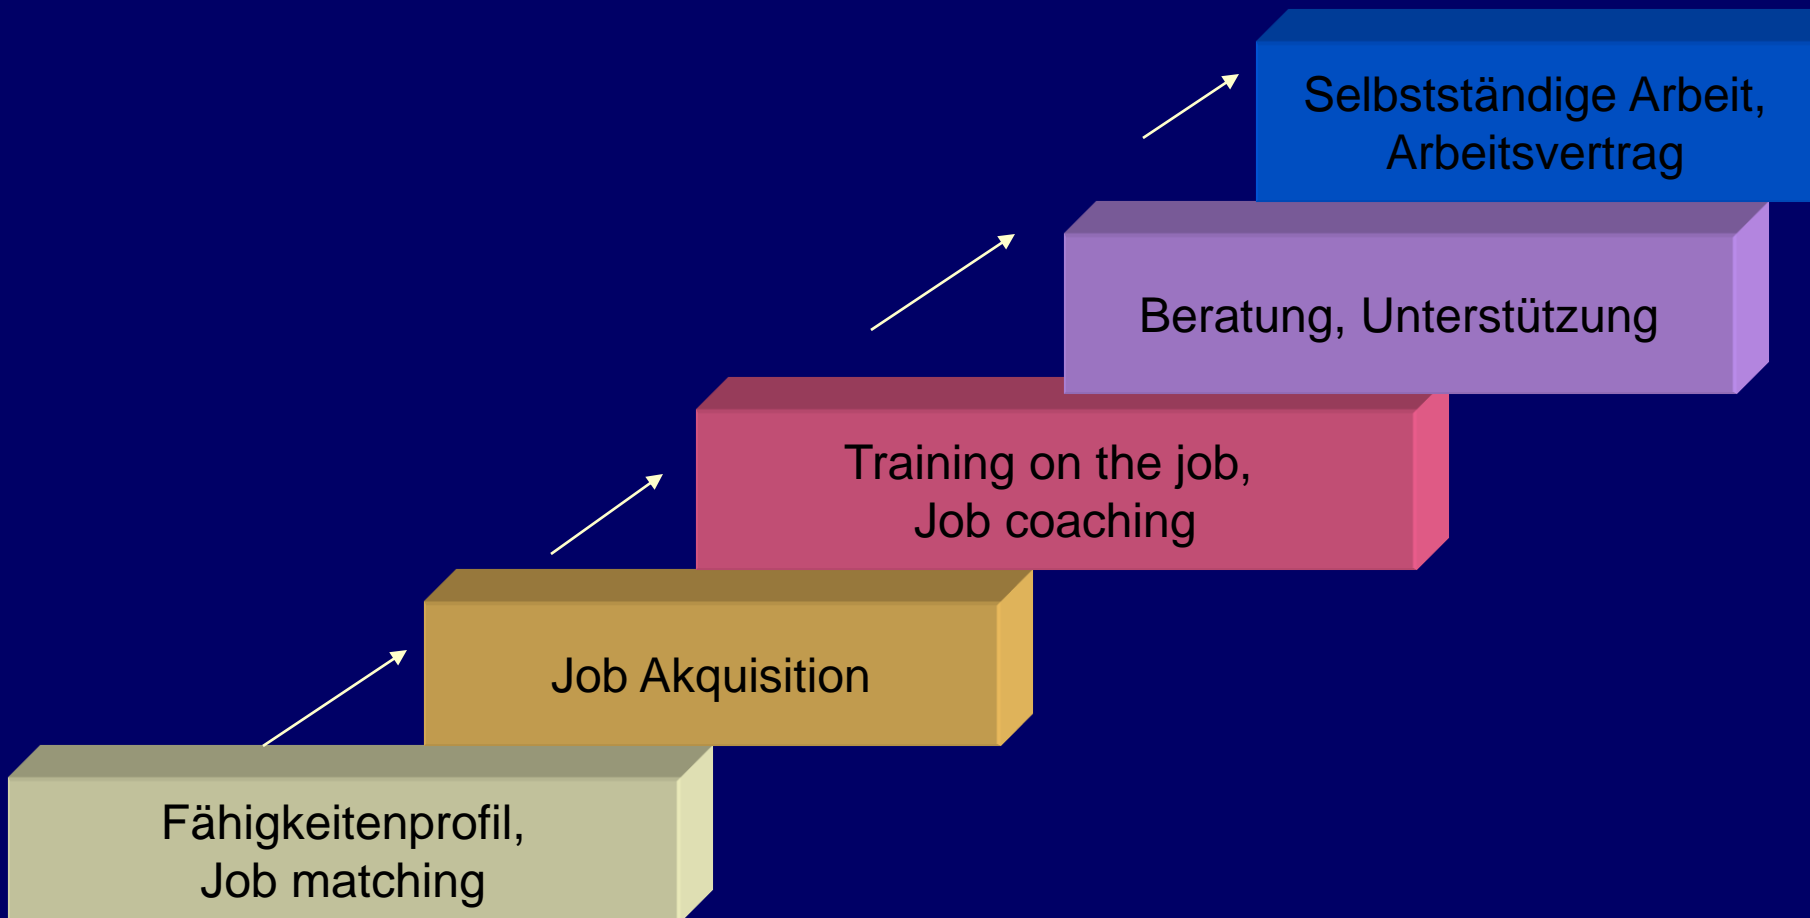 Selbstständige Arbeit,
Arbeitsvertrag
Beratung, Unterstützung
Training on the job,
Job coaching
Job Akquisition
Fähigkeitenprofil,
Job matching